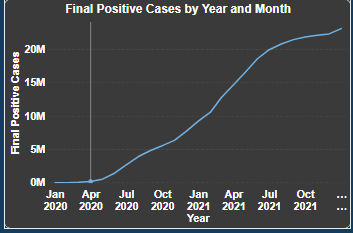 Final Positive Cases by Year and Month
Final Positive Cases
20M
15M
10M
5M
0M
Jan Apr Jul Oct Jan Apr Jul Oct ...
2020 2020 2020 2020 2021 2021 2021 2021 ...
Year